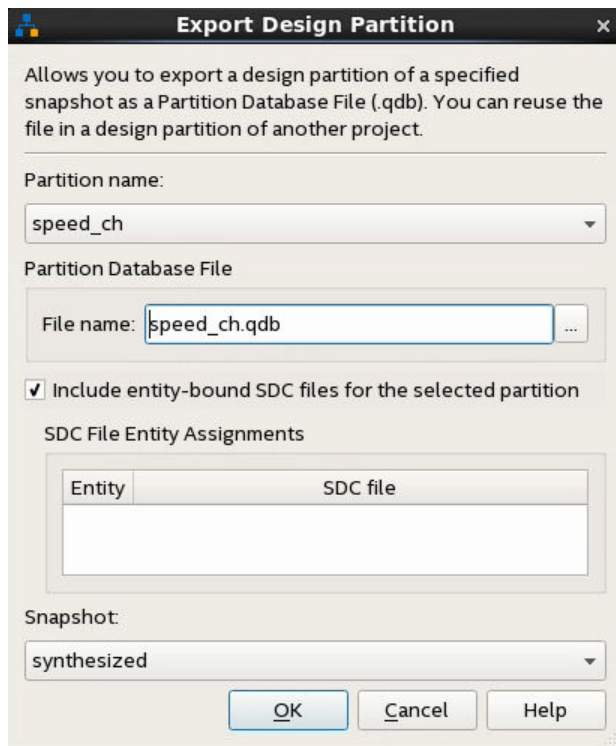 Export Design Partition
Allows you to export a design partition of a specified
snapshot as a Partition Database File (.qdb). You can reuse the
file in a design partition of another project.
Partition name:
speed_ch
Partition Database File
File name: speed_ch.qdb ...
Include entity-bound SDC files for the selected partition
SDC File Entity Assignments
Entity SDC file
Snapshot:
synthesized
OK Cancel Help